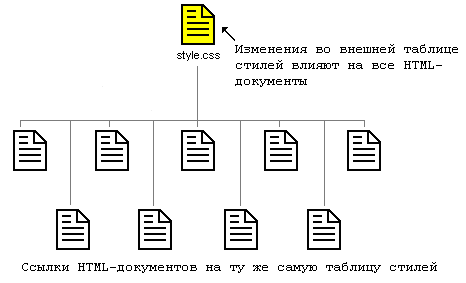 style.css
Изменения во внешней таблице
стилей влияют на все HTML-
документы
Ссылки HTML-документов на ту же самую таблицу стилей